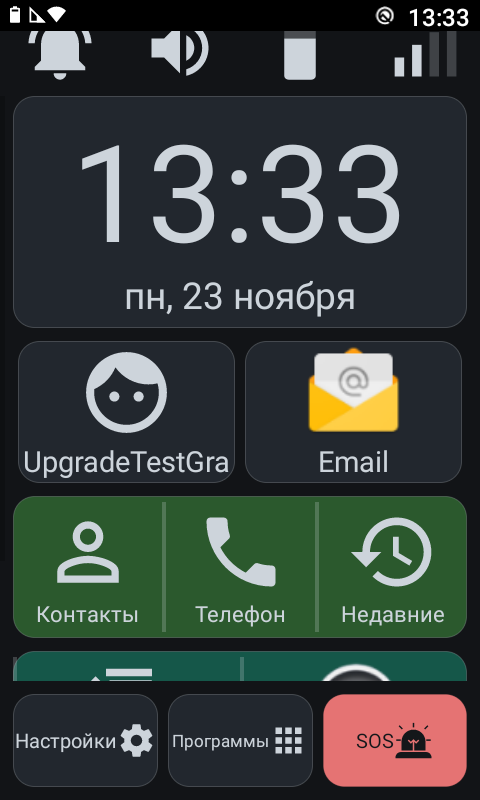 13:33
13:33
пн, 23 ноября
UpgradeTestGra
Email
Контакты
Телефон
Недавние
Настройки
Программы
SOS